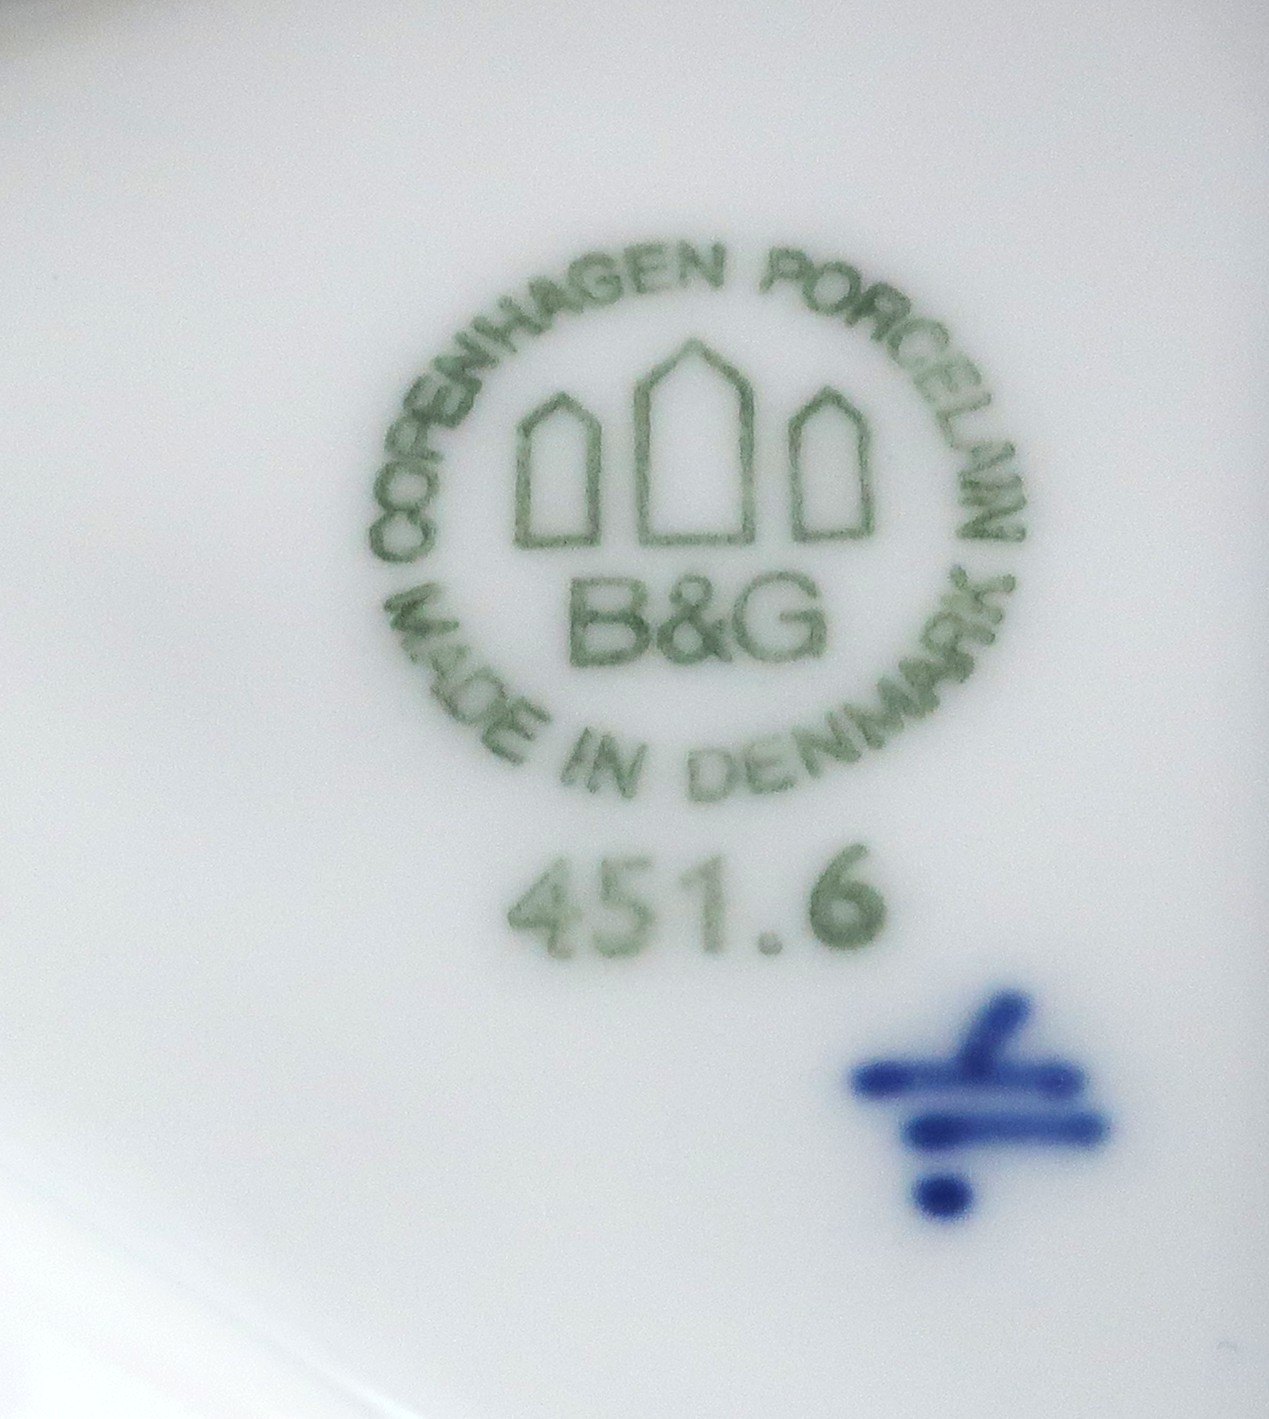 COPENHAGEN PORCELAIN
B&G
MADE IN DENMARK
451.6